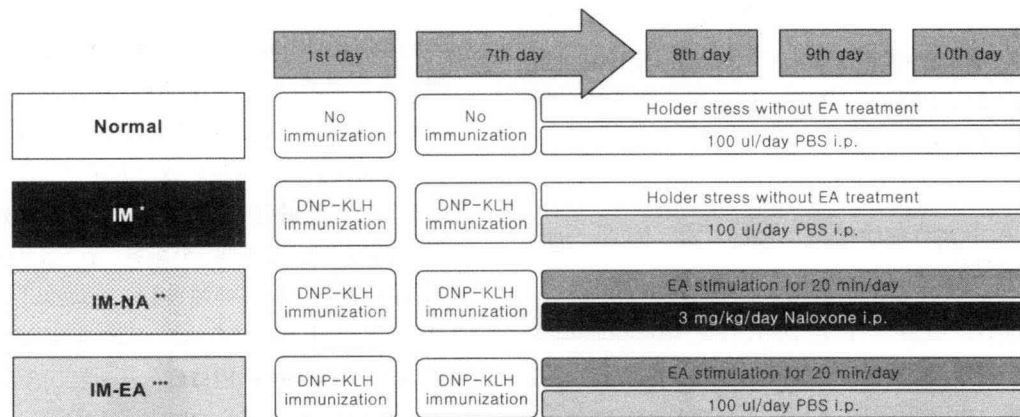 1st day
7th day
8th day
9th day
10th day
Normal
No
immunization
No
immunization
Holder stress without EA treatment
100 ul/day PBS i.p.
IM *
DNP-KLH
immunization
DNP-KLH
immunization
Holder stress without EA treatment
100 ul/day PBS i.p.
IM-NA **
DNP-KLH
immunization
DNP-KLH
immunization
EA stimulation for 20 min/day
3 mg/kg/day Naloxone i.p.
IM-EA ***
DNP-KLH
immunization
DNP-KLH
immunization
EA stimulation for 20 min/day
100 ul/day PBS i.p.